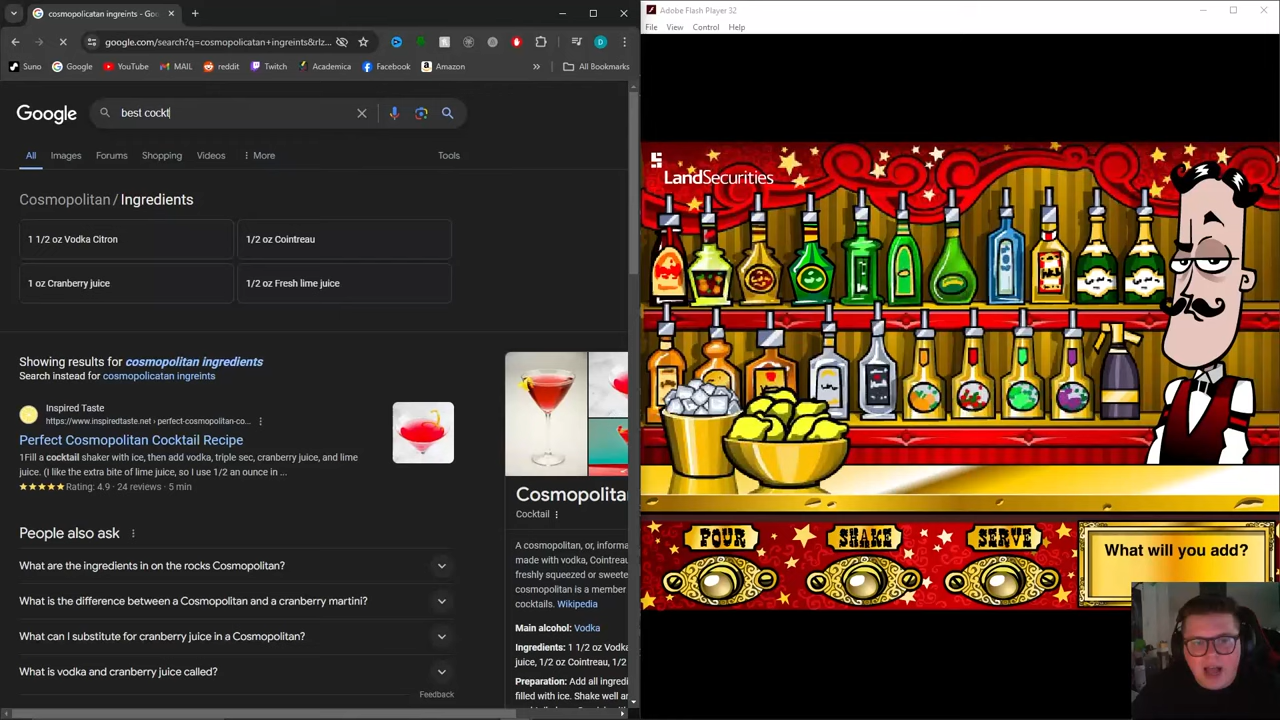 cosmopolicatan ingreints - Goo
Adobe Flash Player 32
google.com/search?q=cosmopolicatan+ingreints&rlz...
D
File View Control Help
Suno Google YouTube MAIL reddit Twitch Academica Facebook Amazon » All Bookmarks
Google
best cockt
All Images Forums Shopping Videos More Tools
Cosmopolitan / Ingredients
1 1/2 oz Vodka Citron
1/2 oz Cointreau
1 oz Cranberry juice
1/2 oz Fresh lime juice
Showing results for cosmopolitan ingredients
Search instead for cosmopolicatan ingreints
Inspired Taste
https://www.inspiredtaste.net › perfect-cosmopolitan-co...
Perfect Cosmopolitan Cocktail Recipe
1Fill a cocktail shaker with ice, then add vodka, triple sec, cranberry juice, and lime
juice. (I like the extra bite of lime juice, so I use 1/2 an ounce in ...
Rating: 4.9 · 24 reviews · 5 min
People also ask
What are the ingredients in on the rocks Cosmopolitan?
What is the difference between a Cosmopolitan and a cranberry martini?
What can I substitute for cranberry juice in a Cosmopolitan?
What is vodka and cranberry juice called?
Feedback
Cosmopolita
Cocktail
A cosmopolitan, or, informa
made with vodka, Cointreau
freshly squeezed or sweete
cosmopolitan is a member
cocktails. Wikipedia
Main alcohol: Vodka
Ingredients: 1 1/2 oz Vodk
juice, 1/2 oz Cointreau, 1/2
Preparation: Add all ingredi
filled with ice. Shake well an
LandSecurities
POUR
SHAKE
SERVE
What will you add?